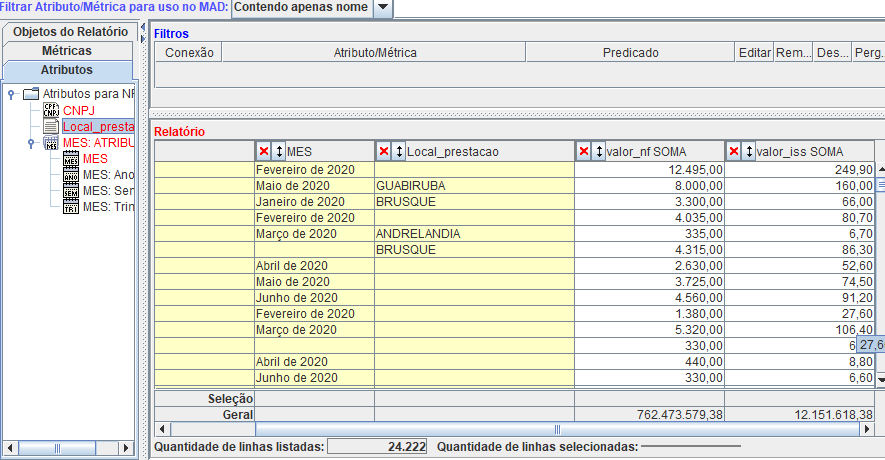 Filtrar Atributo/Métrica para uso no MAD: Contendo apenas nome
Objetos do Relatório
Métricas
Atributos
Atributos para NF
CNPJ
Local_presta
MES: ATRIBU
MES
MES: Ano
MES: Sem
MES: Trin
Filtros
Conexão Atributo/Métrica Predicado Editar Rem... Des... Perg.
Relatório
MES Local_prestacao valor_nf SOMA valor_iss SOMA
Fevereiro de 2020 12.495,00 249,90
Maio de 2020 GUABIRUBA 8.000,00 160,00
Janeiro de 2020 BRUSQUE 3.300,00 66,00
Fevereiro de 2020 4.035,00 80,70
Março de 2020 ANDRELANDIA 335,00 6,70
BRUSQUE 4.315,00 86,30
Abril de 2020 2.630,00 52,60
Maio de 2020 3.725,00 74,50
Junho de 2020 4.560,00 91,20
Fevereiro de 2020 1.380,00 27,60
Março de 2020 5.320,00 106,40
330,00 6 27,6
Abril de 2020 440,00 8,80
Junho de 2020 330,00 6,60
Seleção
Geral 762.473.579,38 12.151.618,38
Quantidade de linhas listadas: 24.222 Quantidade de linhas selecionadas: